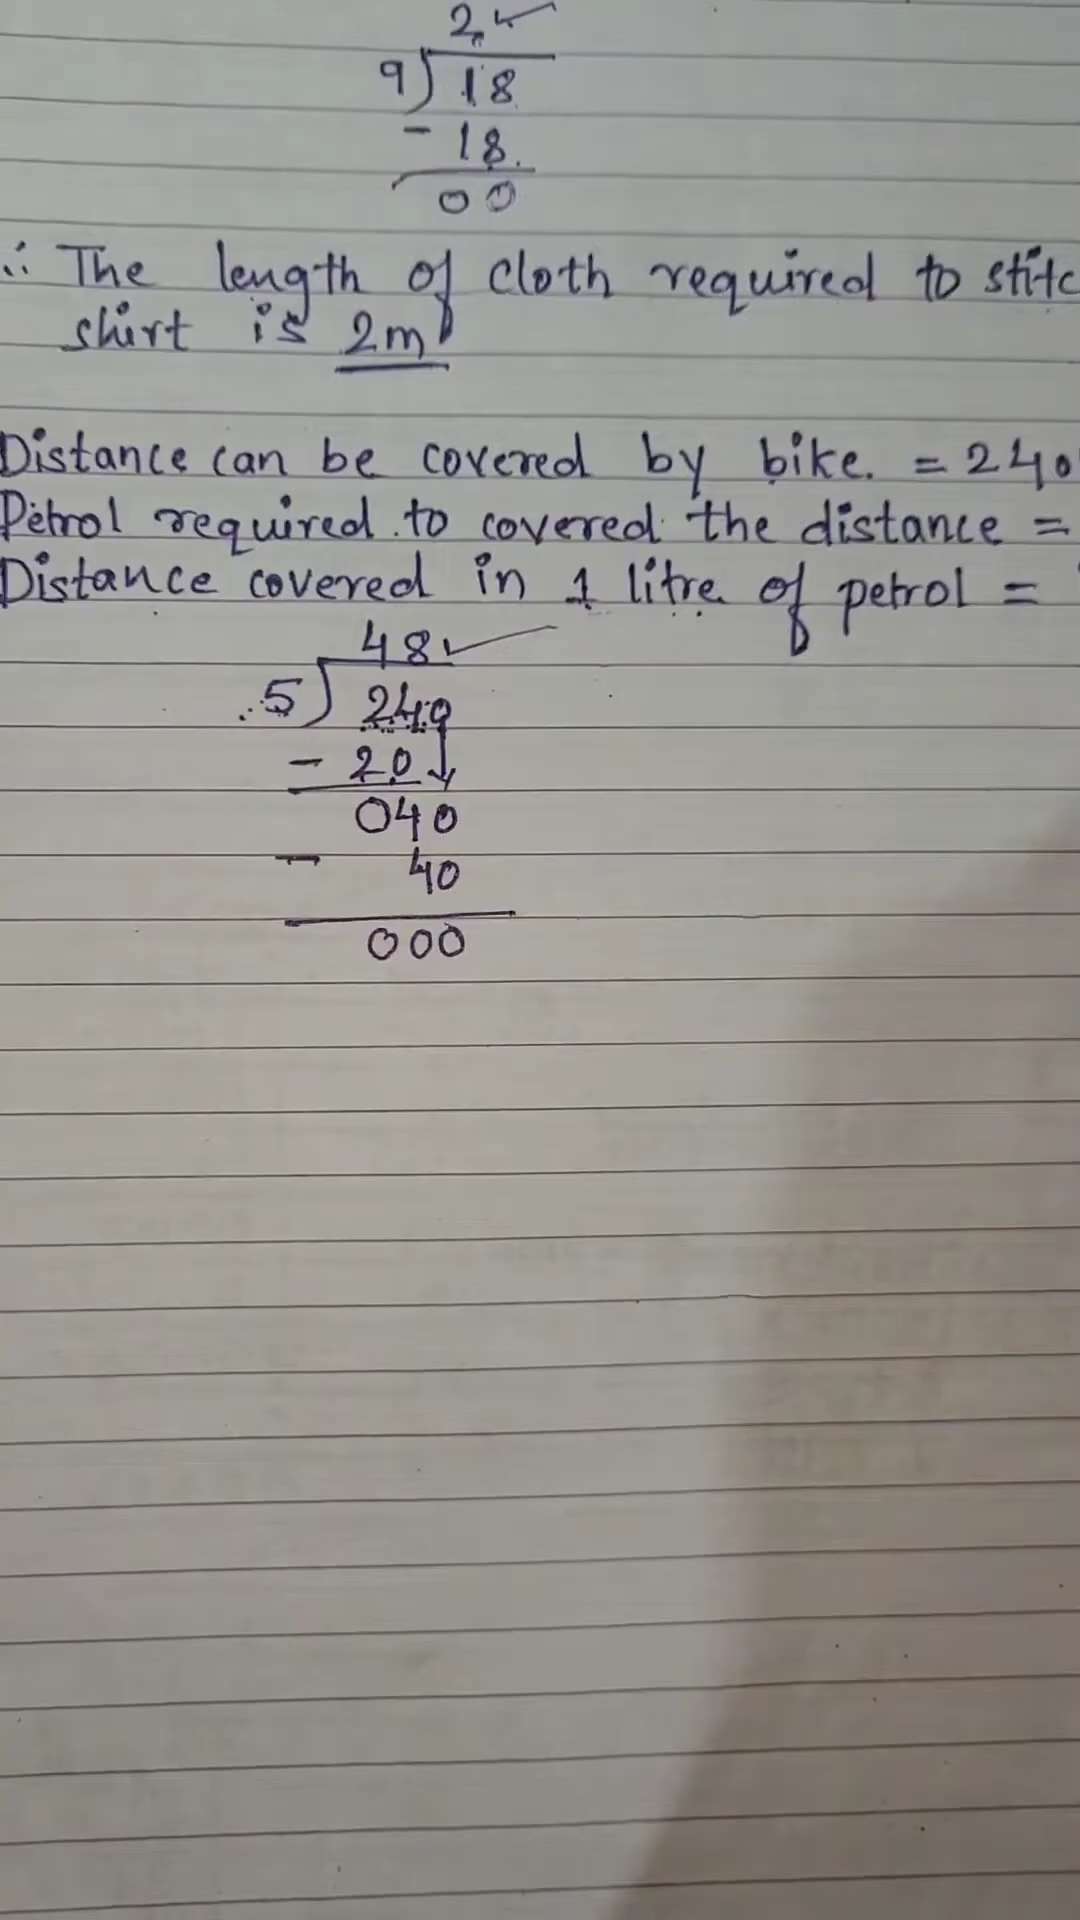 2
9) 18
- 18
00
∴ The length of cloth required to
shirt is 2m
Distance can be covered by bike. = 240
Petrol required to covered the distance =
Distance covered in 1 litre of petrol =
48
5) 240
- 20
040
- 40
000